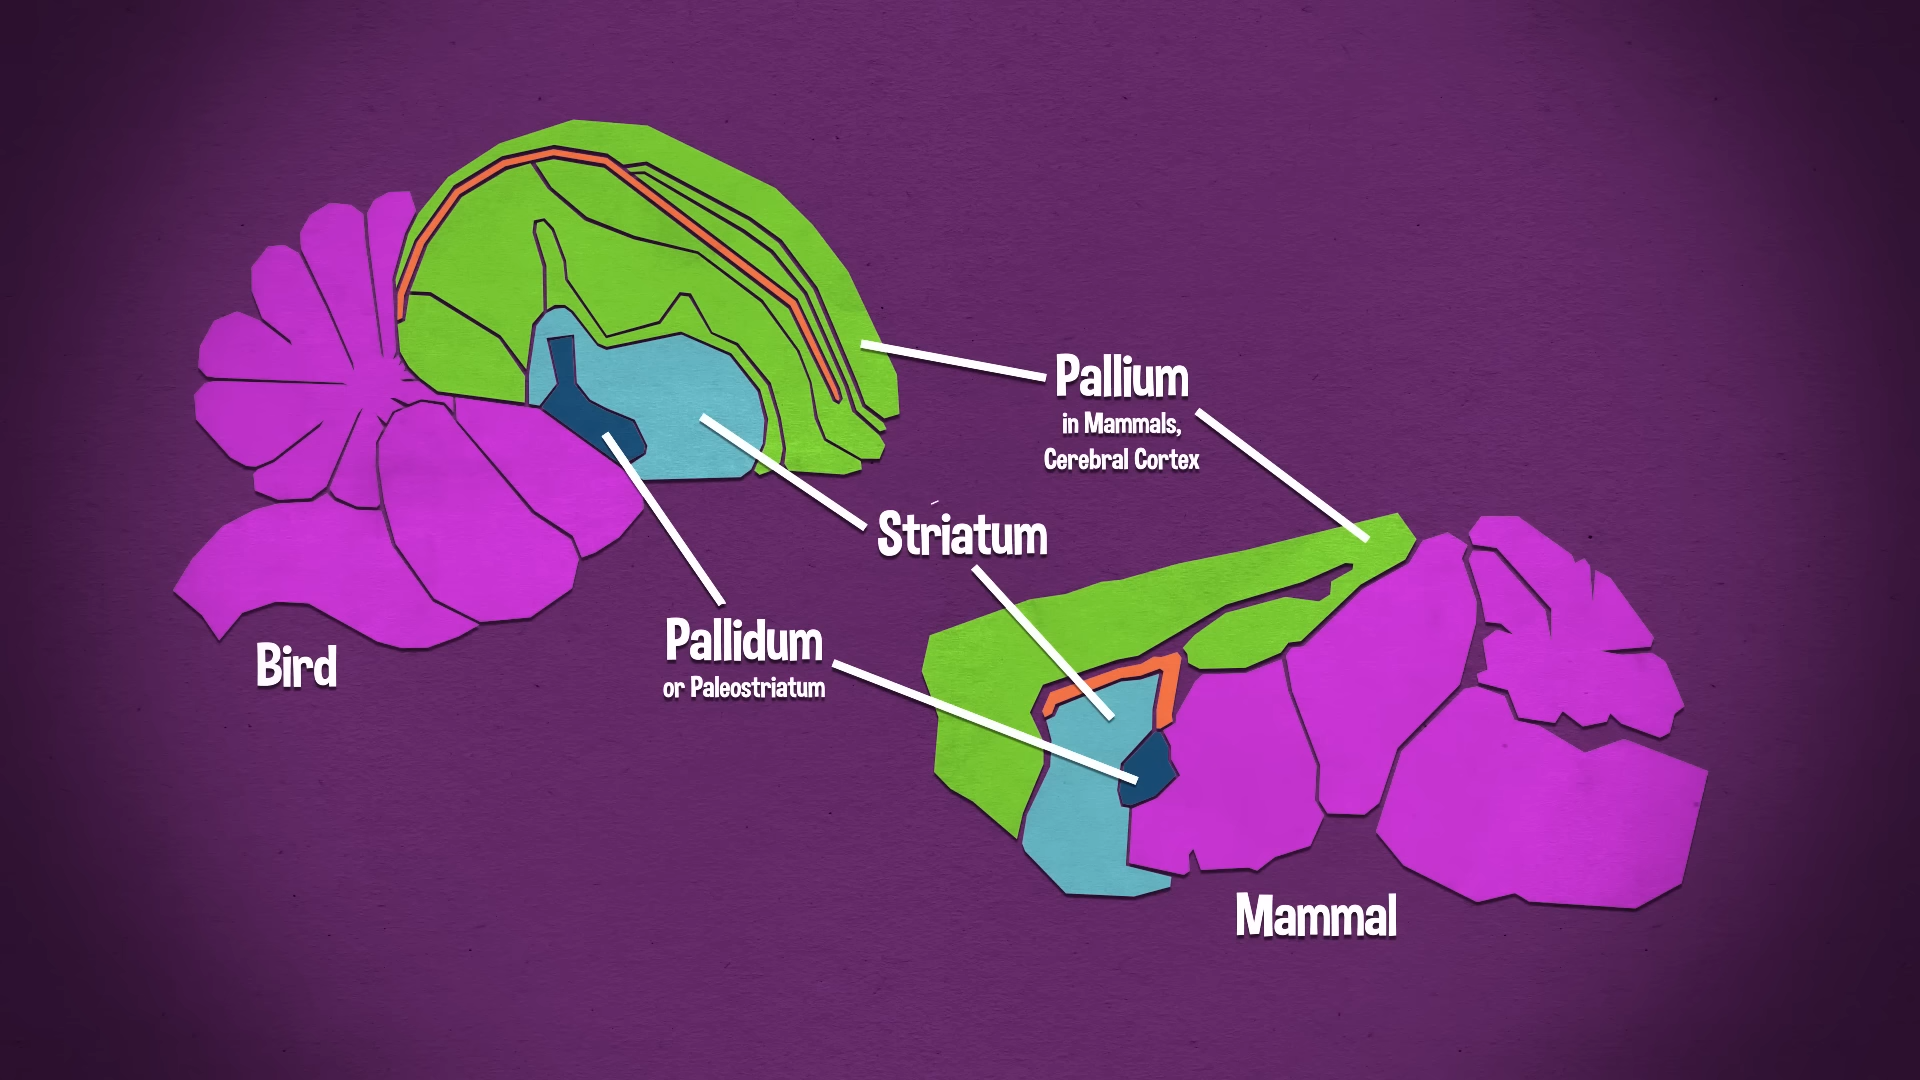 Pallium
in Mammals,
Cerebral Cortex
Striatum
Pallidum
or Paleostriatum
Bird
Mammal